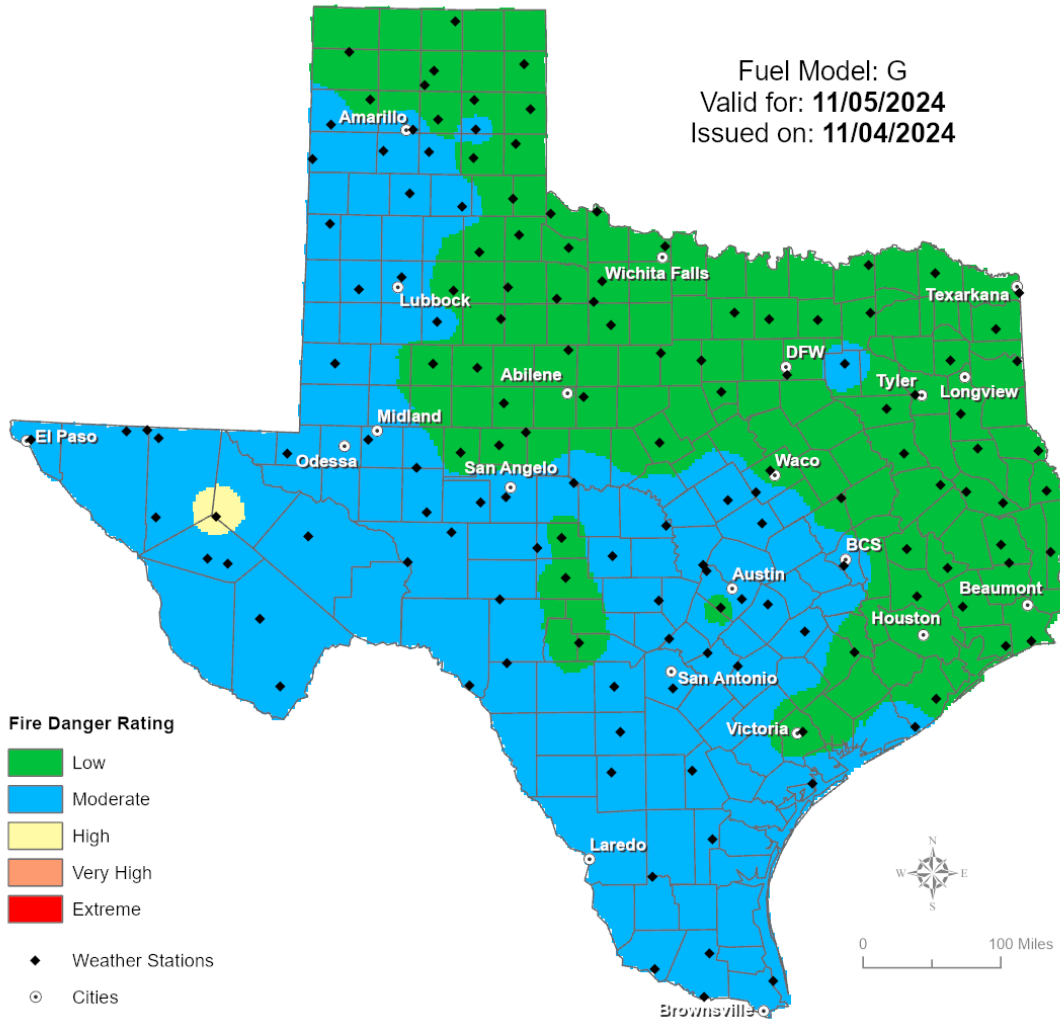 Fuel Model: G
Valid for: 11/05/2024
Issued on: 11/04/2024
Amarillo
Wichita Falls
Lubbock
Texarkana
DFW
Abilene
Tyler
Longview
Midland
El Paso
Odessa
San Angelo
Waco
BCS
Austin
Beaumont
Houston
San Antonio
Victoria
Laredo
Brownsville
Fire Danger Rating
Low
Moderate
High
Very High
Extreme
Weather Stations
Cities
N
W E
S
0 100 Miles